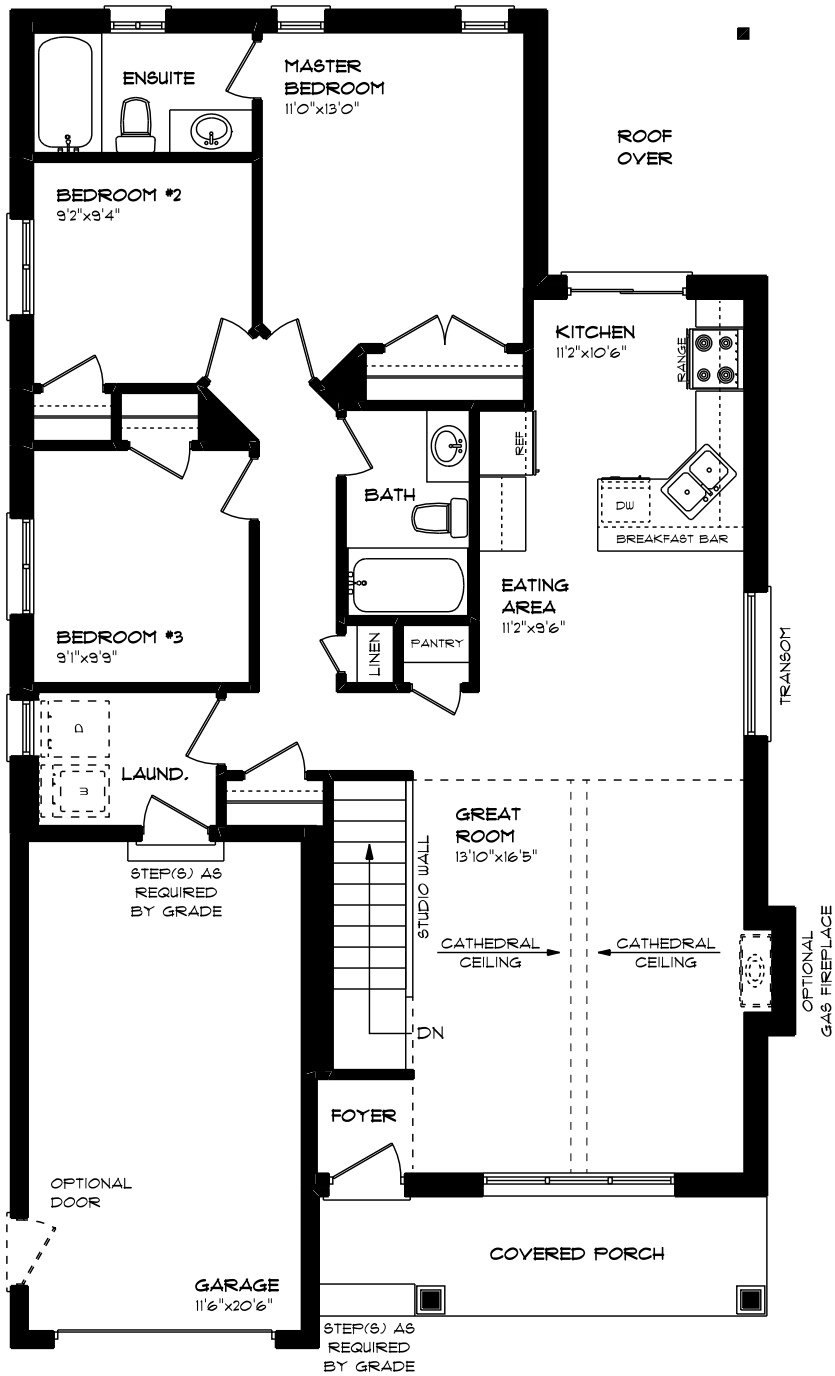 ENSUITE
MASTER
BEDROOM
11'0"x13'0"
ROOF
OVER
BEDROOM #2
9'2"x9'4"
KITCHEN
11'2"x10'6"
RANGE
REF
BATH
DW
BREAKFAST BAR
EATING
AREA
11'2"x9'6"
BEDROOM #3
9'1"x9'9"
LINEN
PANTRY
TRANSOM
D
W
LAUND.
GREAT
ROOM
13'10"x16'5"
STUDIO WALL
STEP(S) AS
REQUIRED
BY GRADE
CATHEDRAL
CEILING
CATHEDRAL
CEILING
OPTIONAL
GAS FIREPLACE
DN
FOYER
OPTIONAL
DOOR
COVERED PORCH
GARAGE
11'6"x20'6"
STEP(S) AS
REQUIRED
BY GRADE